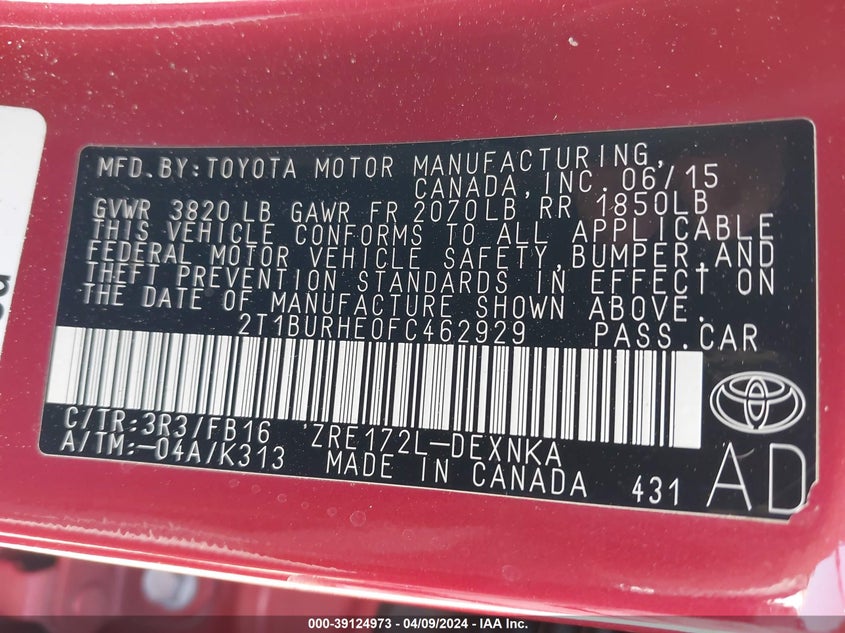 MFD.BY:TOYOTA MOTOR MANUFACTURING,
CANADA, INC. 06/15
GVWR 3820 LB GAWR FR 2070LB RR 1850LB
THIS VEHICLE CONFORMS TO ALL APPLICABLE
FEDERAL MOTOR VEHICLE SAFETY, BUMPER, AND
THEFT PREVENTION STANDARDS IN EFFECT ON
THE DATE OF MANUFACTURE SHOWN ABOVE.
2T1BURHE0FC462929 PASS.CAR
C/TR:3R3/FB16 ZRE172L-DEXNKA
A/TM:-04A/K313 MADE IN CANADA 431 AD
000-39124973 / 04/09/2024 - IAA Inc.